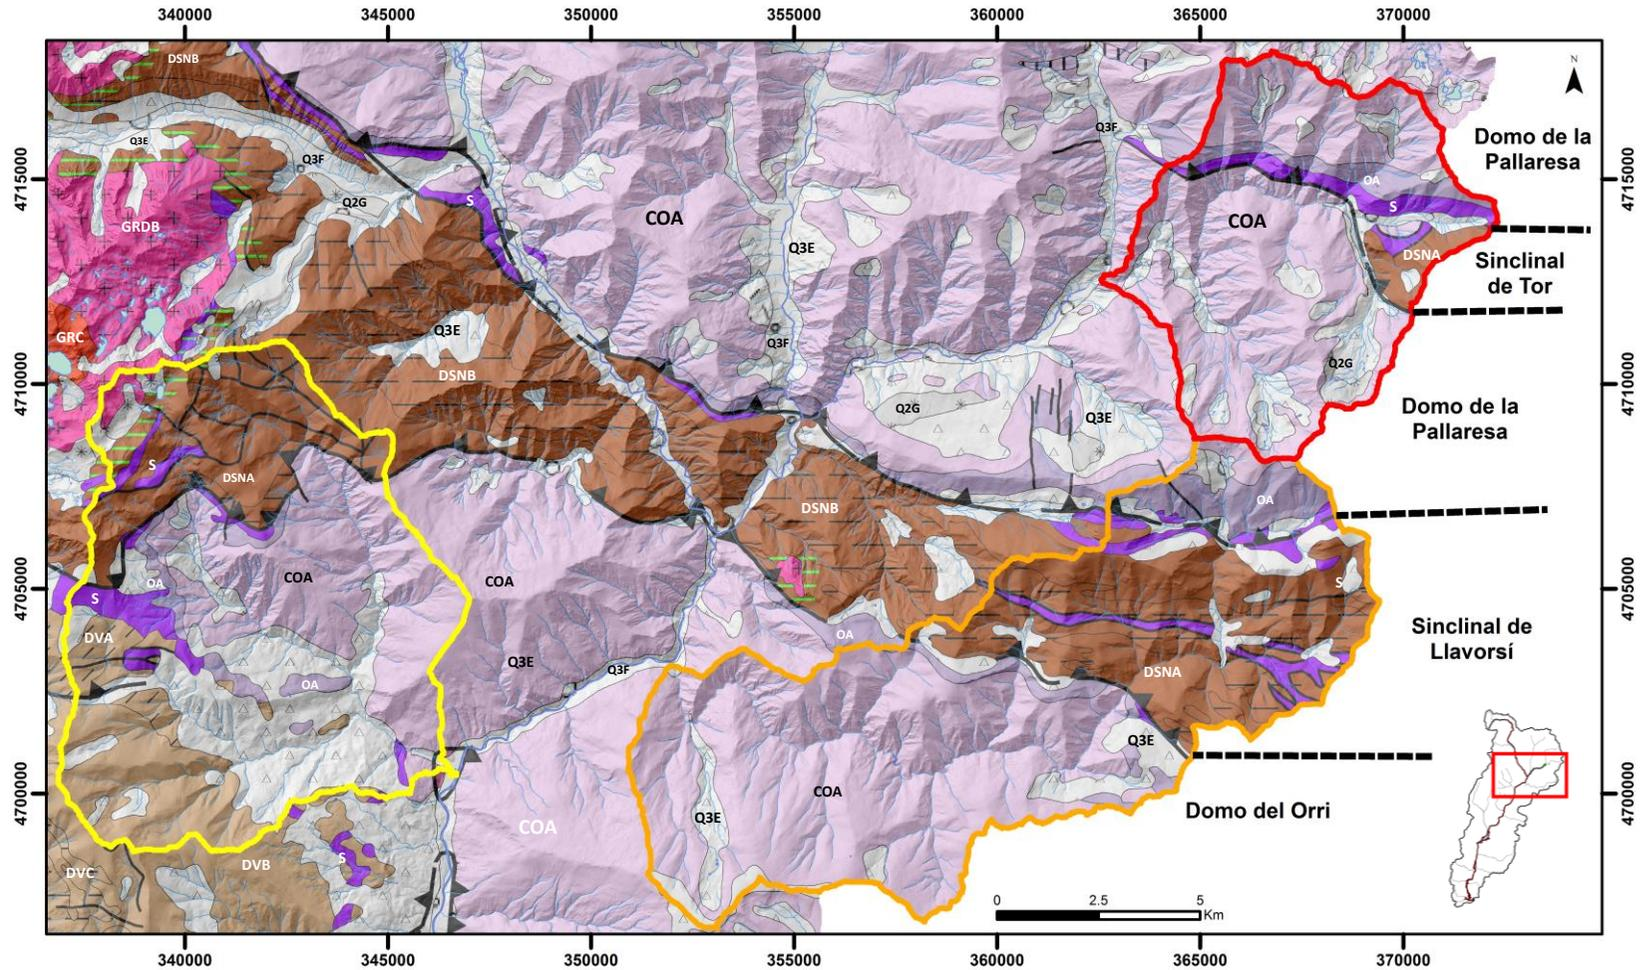 340000 345000 350000 355000 360000 365000 370000
N
DSNB
Q3E
Q3F
Q3F
Domo de la
Pallaresa
4715000
4715000
OA
S
Q2G
S
COA
COA
GRDB
Q3E
DSNA
Sinclinal
de Tor
GRC
Q3E
Q3F
Q2G
DSNB
4710000
4710000
Q2G
Q3E
Domo de la
Pallaresa
S
DSNA
OA
DSNB
COA
COA
OA
S
4705000
4705000
S
DVA
OA
Sinclinal de
Llavorsí
Q3E
Q3F
DSNA
OA
Q3E
COA
4700000
4700000
Q3E
COA
Domo del Orri
S
DVB
DVC
0 2.5 5
Km
340000 345000 350000 355000 360000 365000 370000